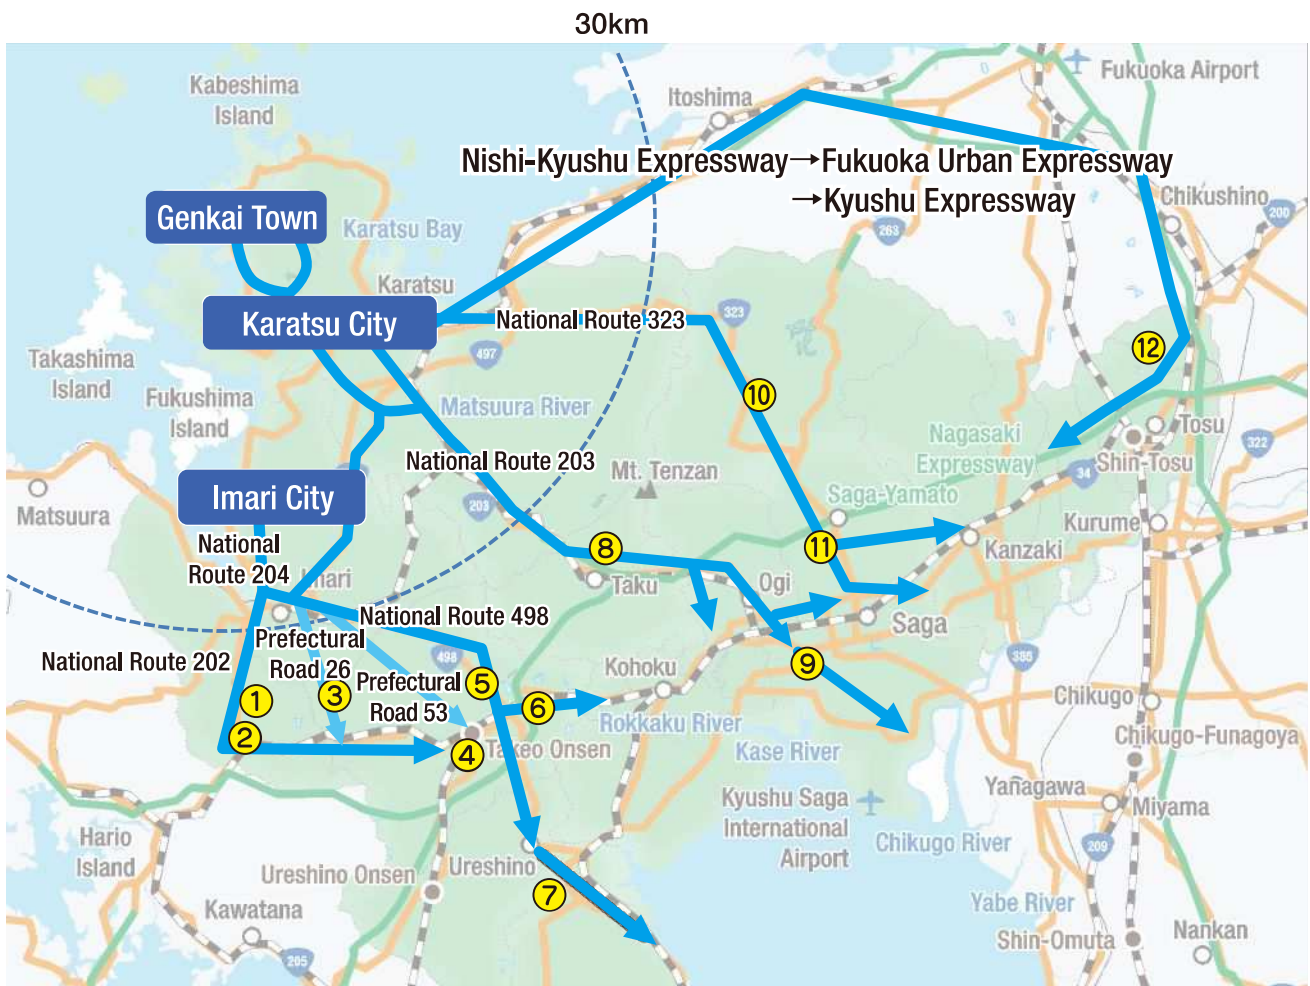 30km
Kabeshima
Island
Itoshima
Fukuoka Airport
Nishi-Kyushu Expressway→Fukuoka Urban Expressway
→Kyushu Expressway
Genkai Town
Karatsu Bay
Chikushino
200
263
Karatsu
Karatsu City
National Route 323
323
497
12
Takashima
Island
Fukushima
Island
Matsuura River
10
Nagasaki
Expressway
Tosu
322
Shin-Tosu
34
National Route 203
Mt. Tenzan
Imari City
Matsuura
203
Saga-Yamato
Kurume
National
Route 204
8
11
Kanzaki
Imari
Taku
Ogi
National Route 498
Saga
Prefectural
Road 26
National Route 202
498
Kohoku
9
385
Prefectural
Road 53
5
3
1
6
Chikugo
Rokkaku River
2
4
Takeo Onsen
Kase River
Chikugo-Funagoya
Yanagawa
Miyama
Kyushu Saga
International
Airport
Hario
Island
Chikugo River
209
Ureshino
Ureshino Onsen
7
Kawatana
Yabe River
Shin-Omuta
Nankan
205